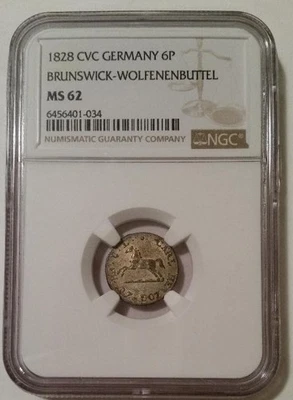 1828 CVC GERMANY 6P
BRUNSWICK-WOLFENENBUTTEL
MS 62
6456401-034
NUMISMATIC GUARANTY COMPANY
NGC